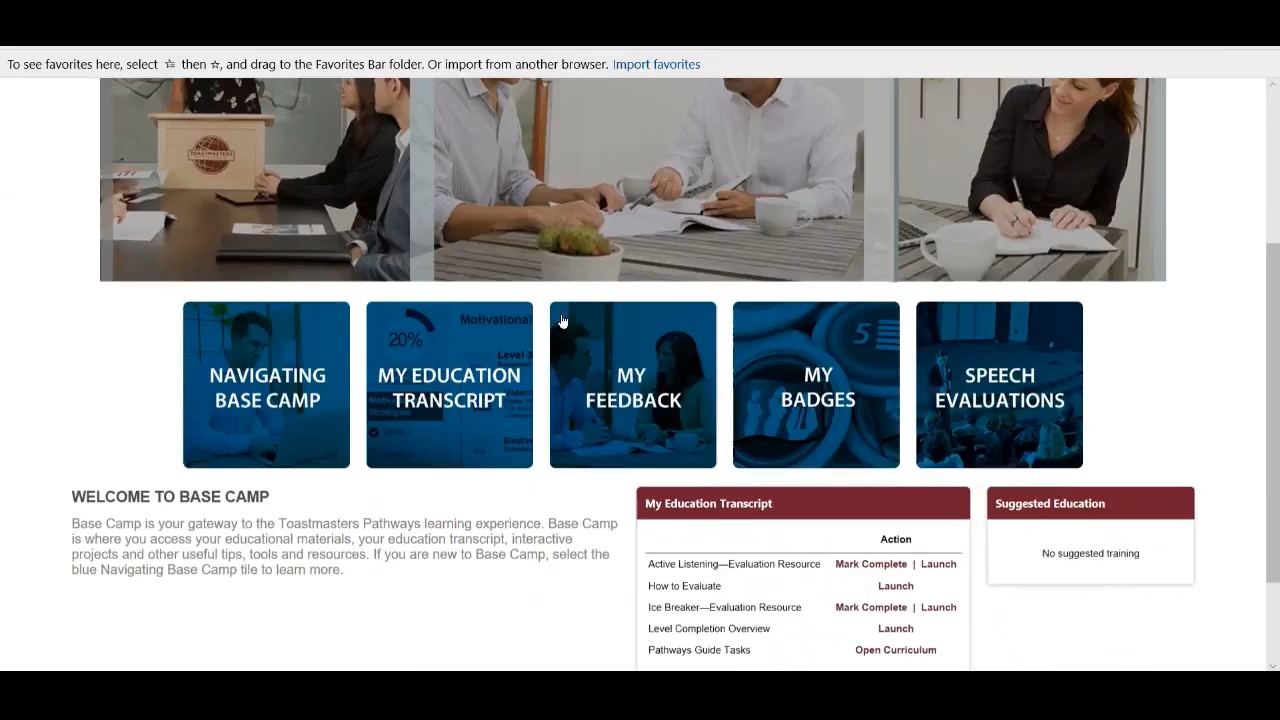 To see favorites here, select ☆ then ☆, and drag to the Favorites Bar folder. Or import from another browser. Import favorites
TOASTMASTERS
NAVIGATING
BASE CAMP
20%
Motivational
Level 3
MY EDUCATION
TRANSCRIPT
MY
FEEDBACK
5
MY
BADGES
SPEECH
EVALUATIONS
WELCOME TO BASE CAMP
Base Camp is your gateway to the Toastmasters Pathways learning experience. Base Camp
is where you access your educational materials, your education transcript, interactive
projects and other useful tips, tools and resources. If you are new to Base Camp, select the
blue Navigating Base Camp tile to learn more.
My Education Transcript
Action
Active Listening—Evaluation Resource Mark Complete | Launch
How to Evaluate Launch
Ice Breaker—Evaluation Resource Mark Complete | Launch
Level Completion Overview Launch
Pathways Guide Tasks Open Curriculum
Suggested Education
No suggested training